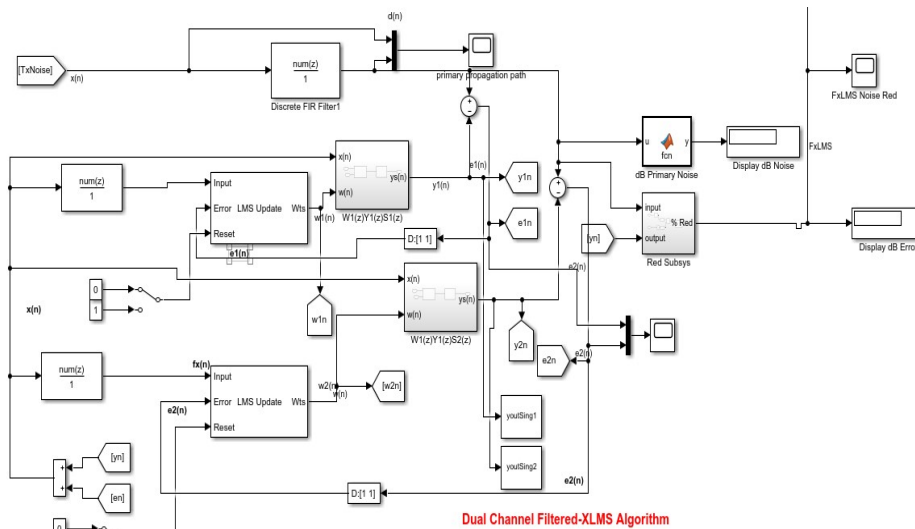 d(n)
[TxNoise]
x(n)
num(z)
1
Discrete FIR Filter1
primary propagation path
FxLMS Noise Red
FxLMS
u
fcn
y
dB Primary Noise
Display dB Noise
num(z)
1
Input
Error
LMS Update
Wts
Reset
w1(n)
e1(n)
x(n)
w(n)
ys(n)
W1(z)Y1(z)S1(z)
y1(n)
e1(n)
y1n
e1n
D:[1 1]
input
output
% Red
Red Subsys
[yn]
Display dB Error
e2(n)
0
1
x(n)
w1n
x(n)
w(n)
ys(n)
W1(z)Y1(z)S2(z)
y2n
e2n
e2(n)
num(z)
1
fx(n)
Input
Error
LMS Update
Wts
Reset
e2(n)
w2(n)
w(n)
[w2n]
youtSing1
youtSing2
[yn]
[en]
+
+
D:[1 1]
e2(n)
0
Dual Channel Filtered-XLMS Algorithm